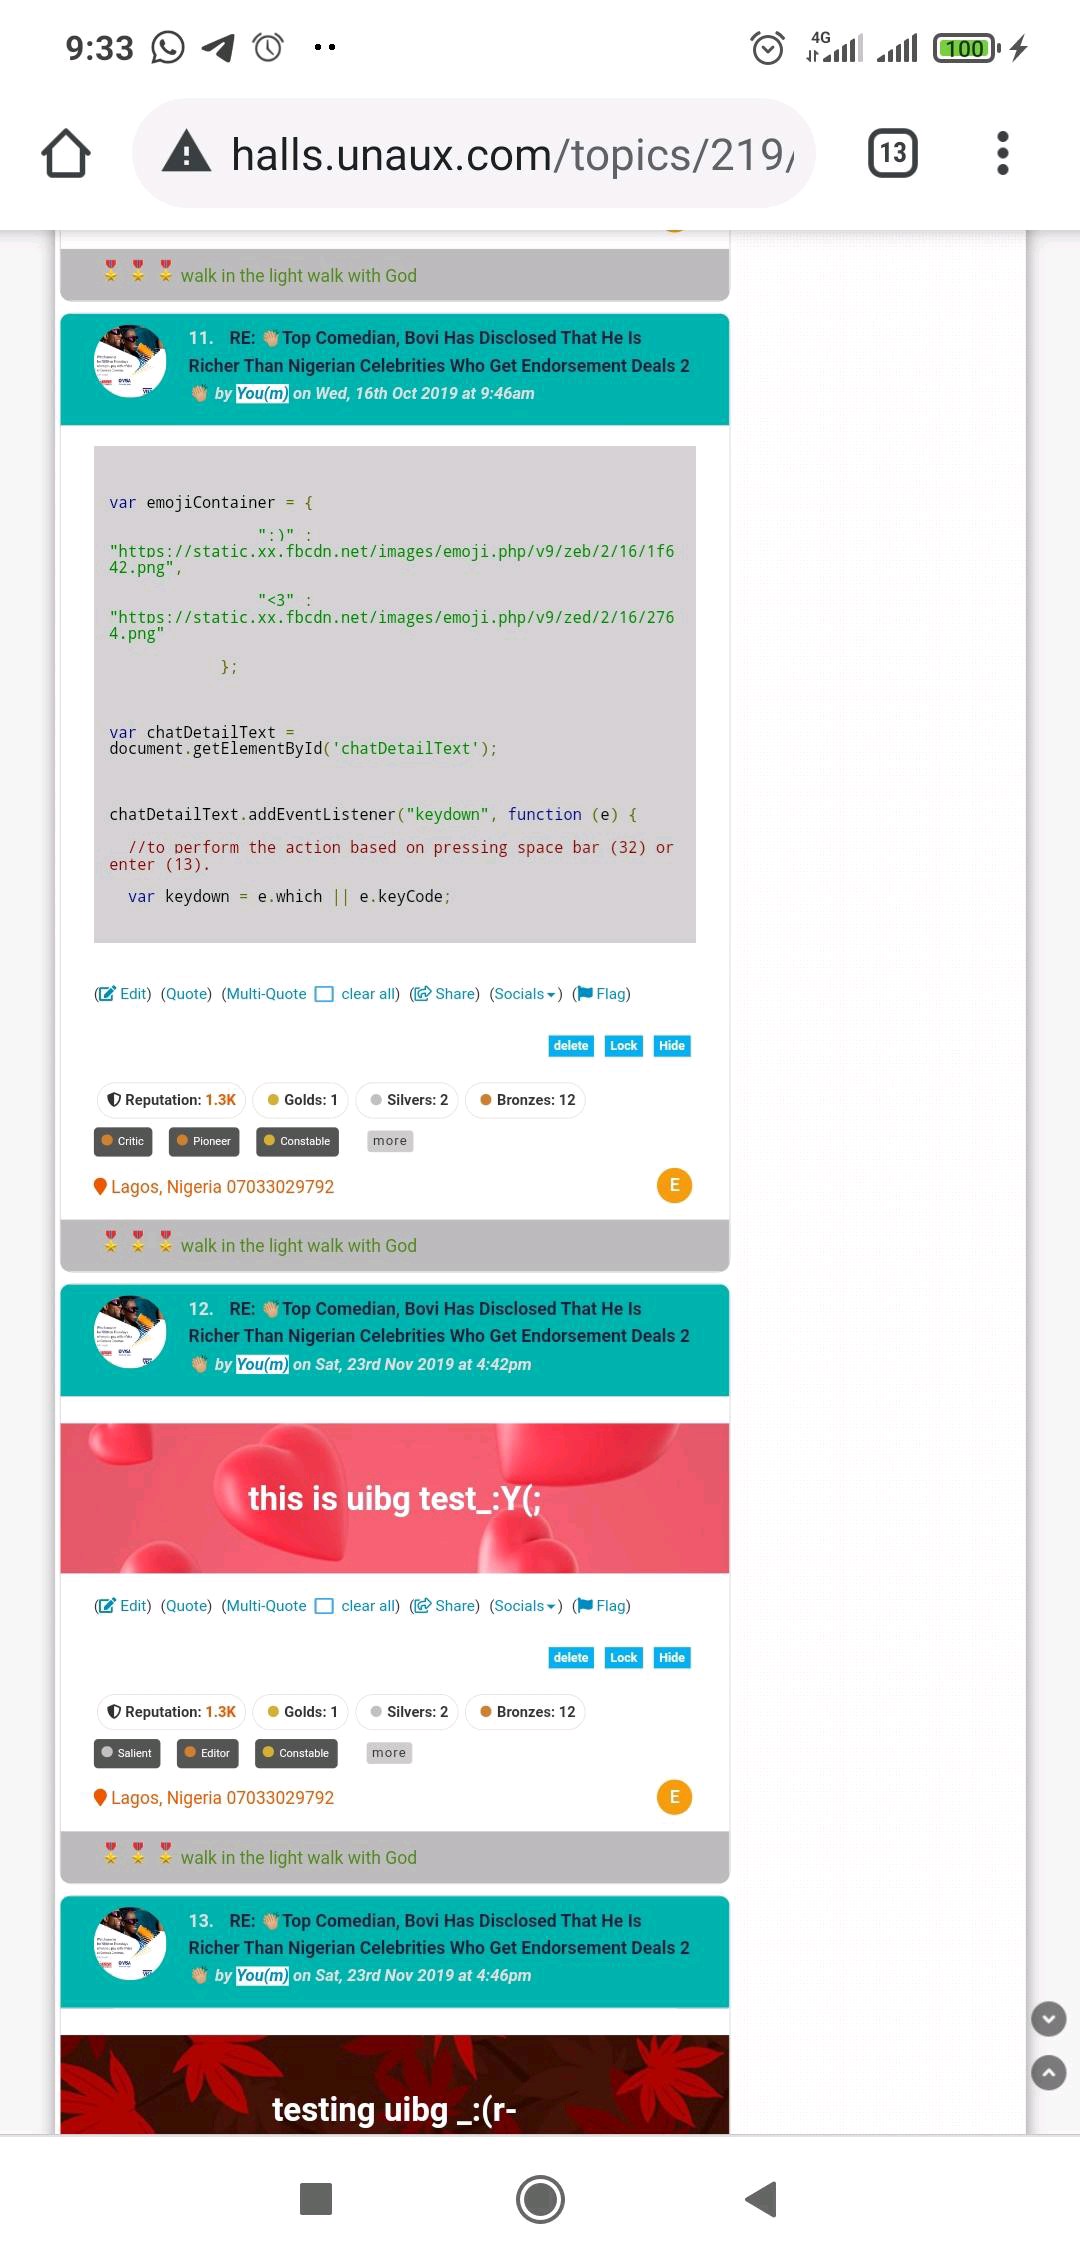 9:33
4G
100
halls.unaux.com/topics/219/
13
walk in the light walk with God
11. RE: 👏Top Comedian, Bovi Has Disclosed That He Is
Richer Than Nigerian Celebrities Who Get Endorsement Deals 2
👏 by You(m) on Wed, 16th Oct 2019 at 9:46am
var emojiContainer = {
":)" :
"https://static.xx.fbcdn.net/images/emoji.php/v9/zeb/2/16/1f6
42.png",
"<3" :
"https://static.xx.fbcdn.net/images/emoji.php/v9/zed/2/16/276
4.png"
};
var chatDetailText =
document.getElementById('chatDetailText');
chatDetailText.addEventListener("keydown", function (e) {
//to perform the action based on pressing space bar (32) or
enter (13).
var keydown = e.which || e.keyCode;
(Edit) (Quote) (Multi-Quote clear all) (Share) (Socials) (Flag)
delete Lock Hide
Reputation: 1.3K Golds: 1 Silvers: 2 Bronzes: 12
Critic Pioneer Constable more
Lagos, Nigeria 07033029792 E
walk in the light walk with God
12. RE: 👏Top Comedian, Bovi Has Disclosed That He Is
Richer Than Nigerian Celebrities Who Get Endorsement Deals 2
👏 by You(m) on Sat, 23rd Nov 2019 at 4:42pm
this is uibg test_:Y(;
(Edit) (Quote) (Multi-Quote clear all) (Share) (Socials) (Flag)
delete Lock Hide
Reputation: 1.3K Golds: 1 Silvers: 2 Bronzes: 12
Salient Editor Constable more
Lagos, Nigeria 07033029792 E
walk in the light walk with God
13. RE: 👏Top Comedian, Bovi Has Disclosed That He Is
Richer Than Nigerian Celebrities Who Get Endorsement Deals 2
👏 by You(m) on Sat, 23rd Nov 2019 at 4:46pm
testing uibg _:(r-